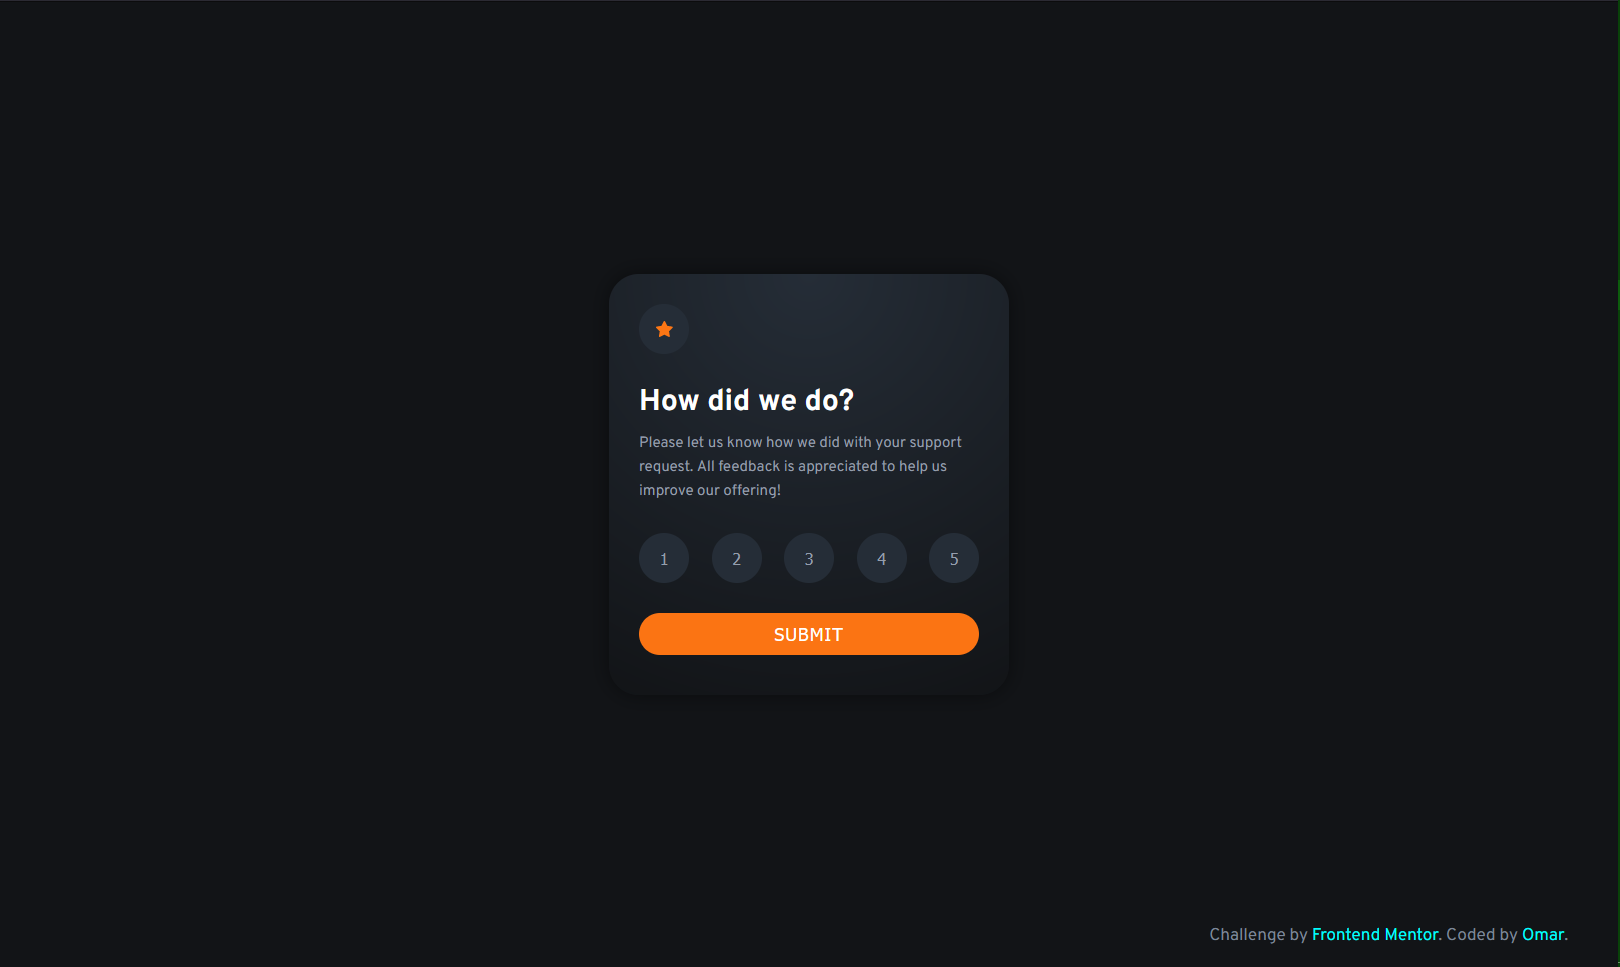 How did we do?
Please let us know how we did with your support
request. All feedback is appreciated to help us
improve our offering!
1 2 3 4 5
SUBMIT
Challenge by Frontend Mentor. Coded by Omar.